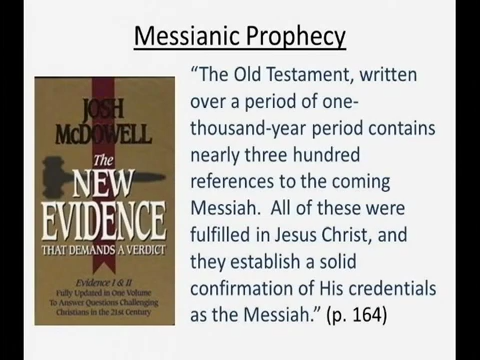 Messianic Prophecy
JOSH
McDOWELL
The
NEW
EVIDENCE
THAT DEMANDS A VERDICT
Evidence I & II
Fully Updated in One Volume
To Answer Questions Challenging
Christians in the 21st Century
“The Old Testament, written
over a period of one-
thousand-year period contains
nearly three hundred
references to the coming
Messiah.  All of these were
fulfilled in Jesus Christ, and
they establish a solid
confirmation of His credentials
as the Messiah.” (p. 164)